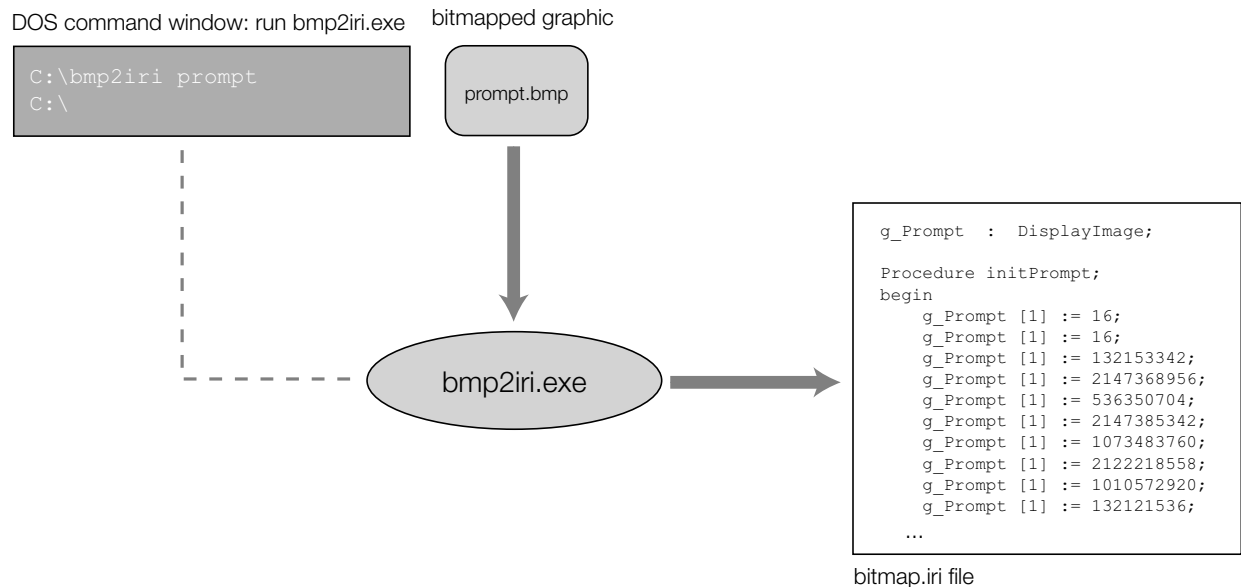 DOS command window: run bmp2iri.exe
C:\bmp2iri prompt
C:\
bitmapped graphic
prompt.bmp
bmp2iri.exe
g_Prompt : DisplayImage;
Procedure initPrompt;
begin
g_Prompt [1] := 16;
g_Prompt [1] := 16;
g_Prompt [1] := 132153342;
g_Prompt [1] := 2147368956;
g_Prompt [1] := 536350704;
g_Prompt [1] := 2147385342;
g_Prompt [1] := 1073483760;
g_Prompt [1] := 2122218558;
g_Prompt [1] := 1010572920;
g_Prompt [1] := 132121536;
...
bitmap.iri file